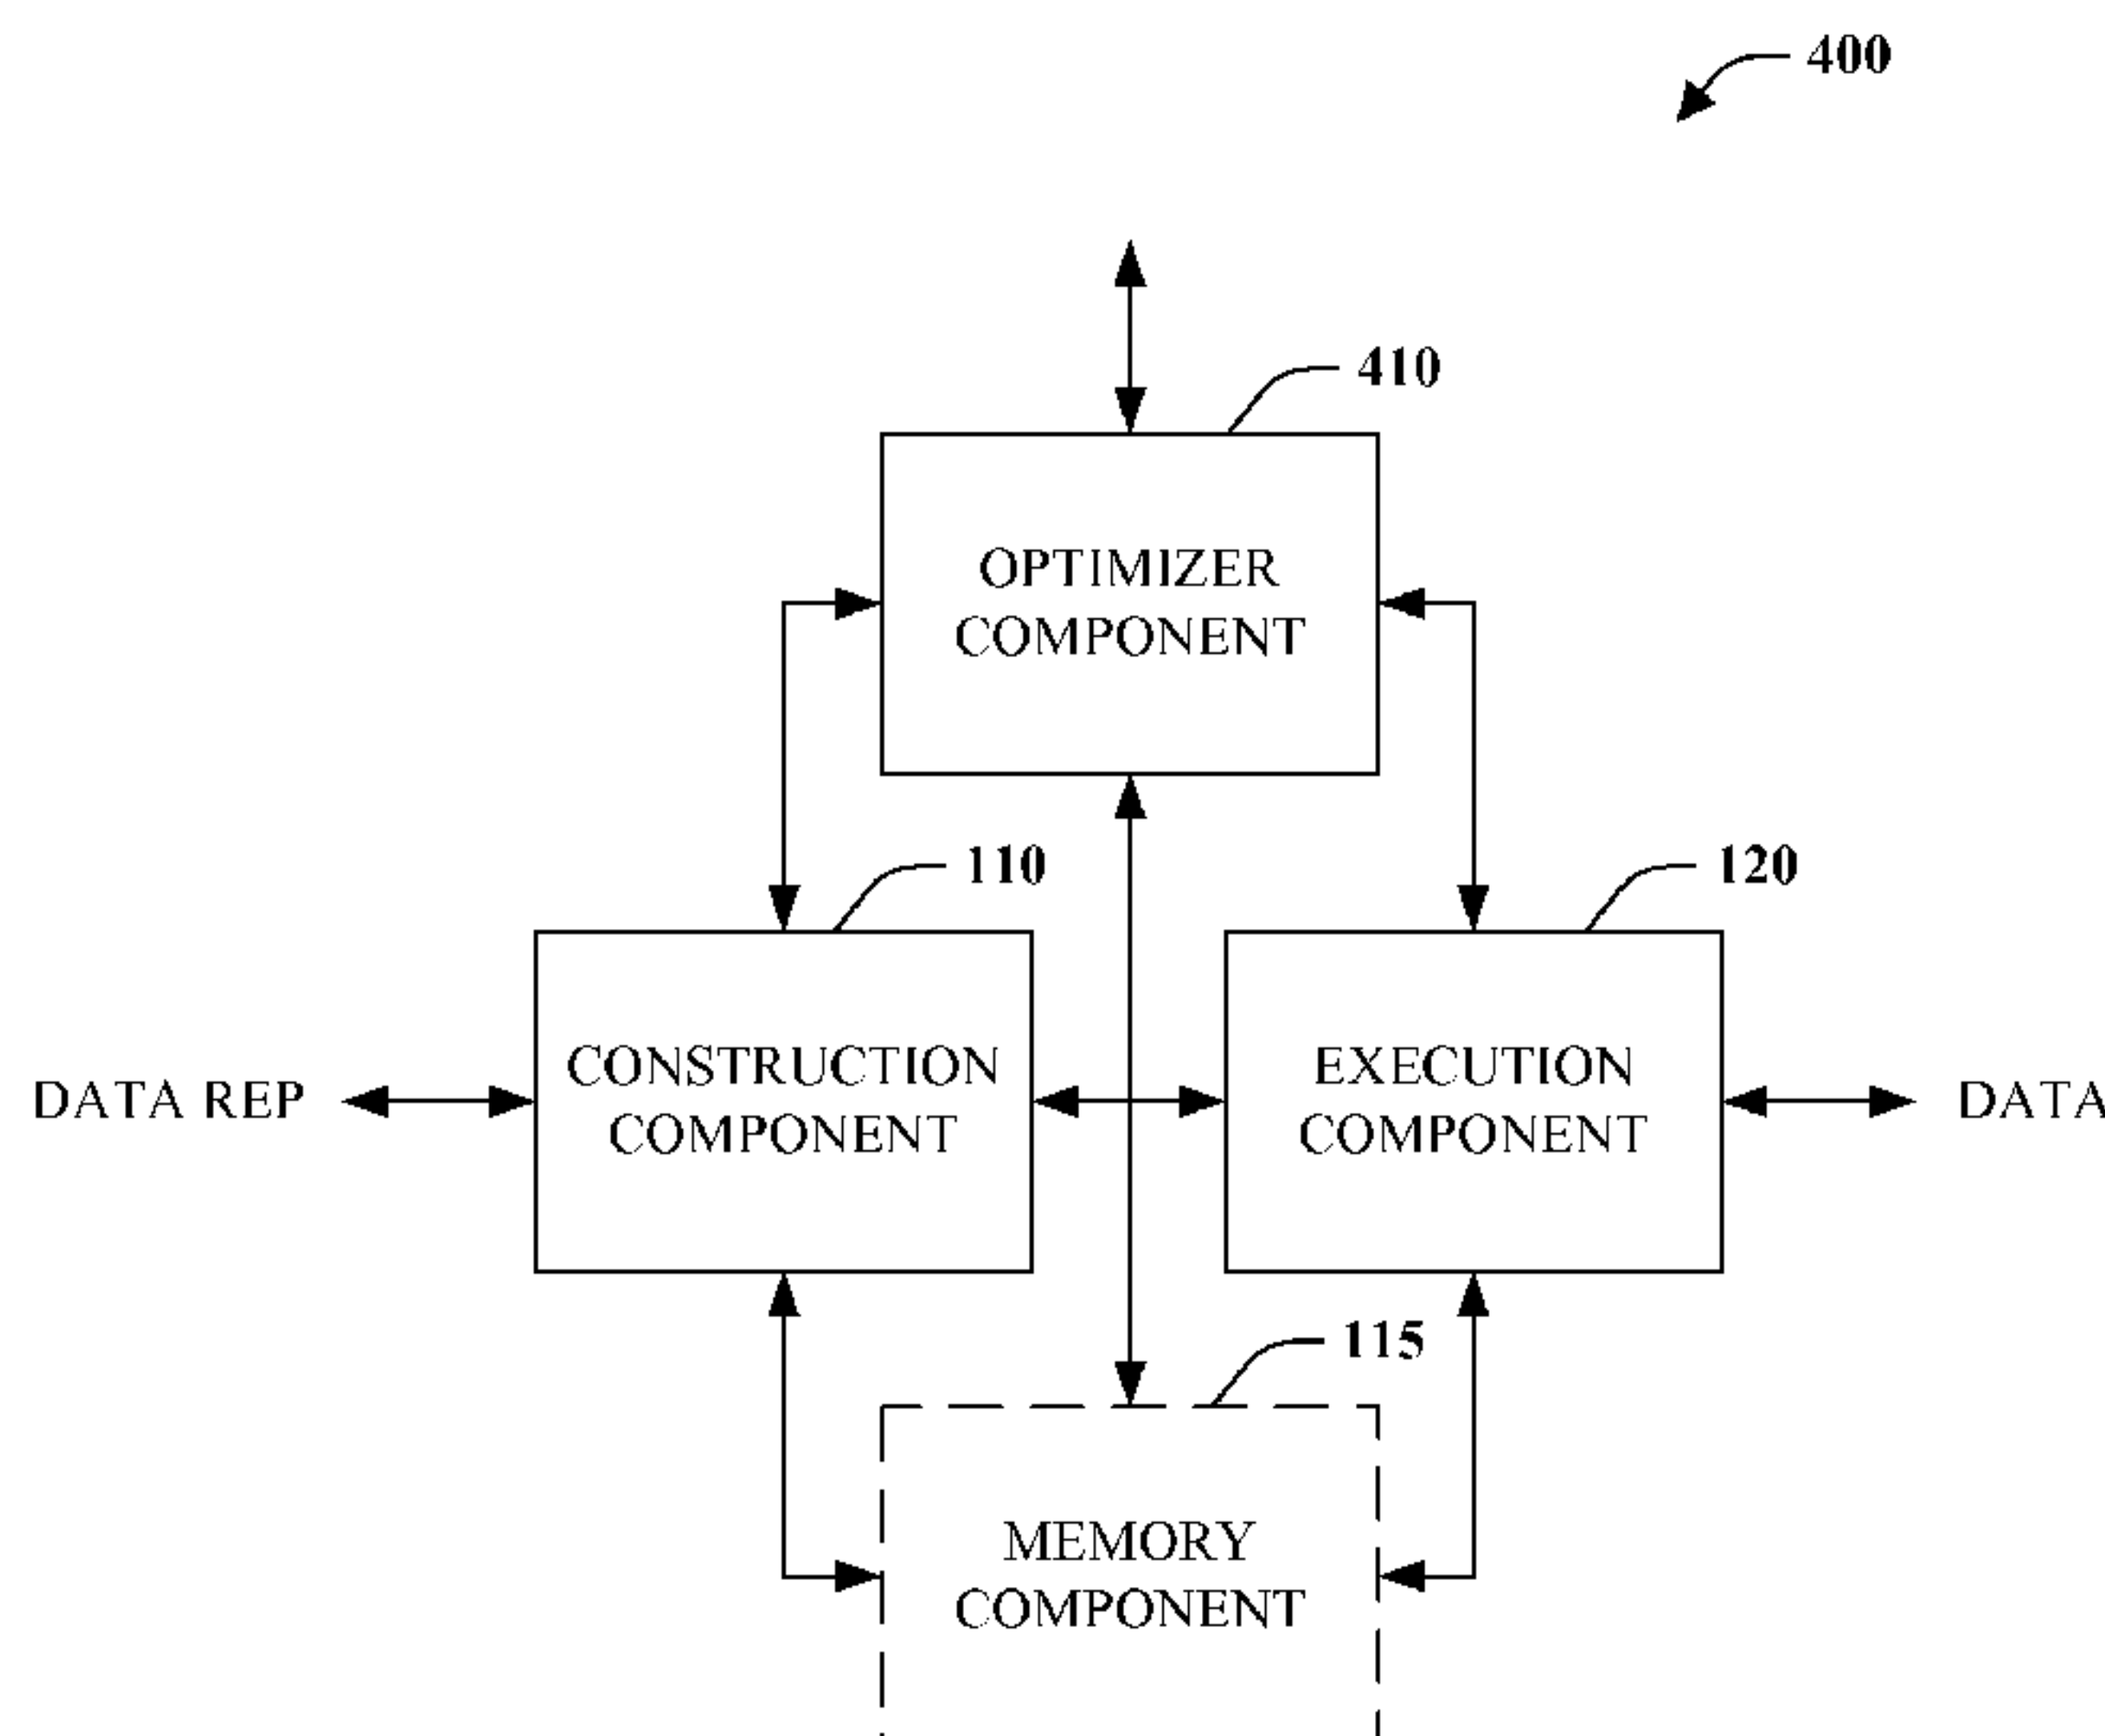 400
410
OPTIMIZER
COMPONENT
110
120
DATA REP
CONSTRUCTION
COMPONENT
EXECUTION
COMPONENT
DATA
115
MEMORY
COMPONENT